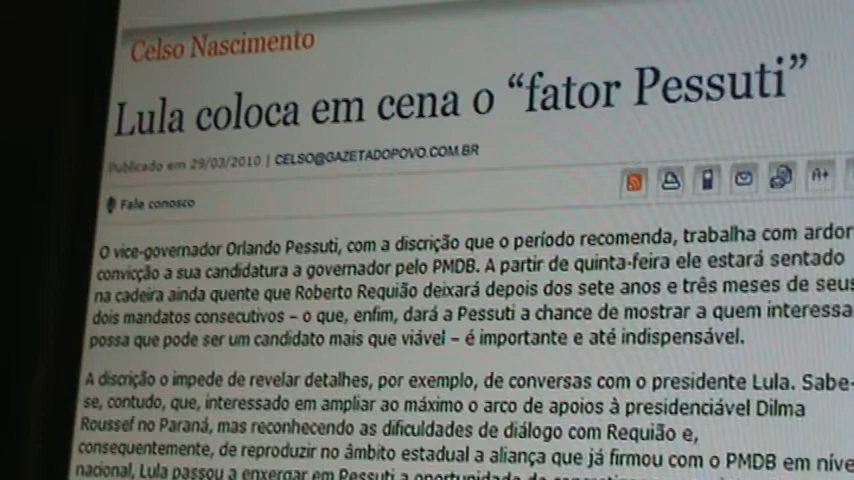 Celso Nascimento
Lula coloca em cena o “fator Pessuti”
Publicado em 29/03/2010 | CELSO@GAZETADOPOVO.COM.BR
A+
Fale conosco
O vice-governador Orlando Pessuti, com a discrição que o período recomenda, trabalha com ardor
convicção a sua candidatura a governador pelo PMDB. A partir de quinta-feira ele estará sentado
na cadeira ainda quente que Roberto Requião deixará depois dos sete anos e três meses de seus
dois mandatos consecutivos – o que, enfim, dará a Pessuti a chance de mostrar a quem interessa
possa que pode ser um candidato mais que viável – é importante e até indispensável.
A discrição o impede de revelar detalhes, por exemplo, de conversas com o presidente Lula. Sabe-
se, contudo, que, interessado em ampliar ao máximo o arco de apoios à presidenciável Dilma
Roussef no Paraná, mas reconhecendo as dificuldades de diálogo com Requião e,
consequentemente, de reproduzir no âmbito estadual a aliança que já firmou com o PMDB em níve
nacional, Lula passou a enxergar em Pessuti a oportunidade de